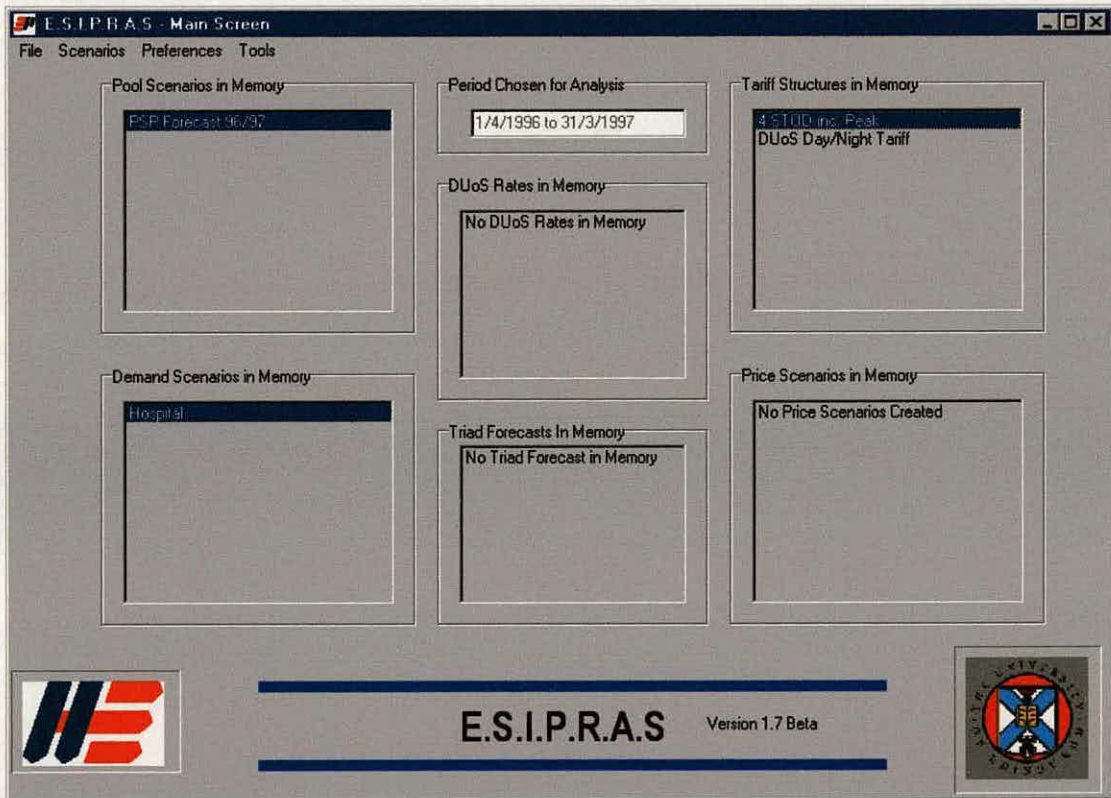 E.S.I.P.R.A.S - Main Screen
File Scenarios Preferences Tools
Pool Scenarios in Memory
PSP Forecast 96/97
Period Chosen for Analysis
1/4/1996 to 31/3/1997
Tariff Structures in Memory
4 STOD inc. Peak
DUoS Day/Night Tariff
DUoS Rates in Memory
No DUoS Rates in Memory
Demand Scenarios in Memory
Hospital
Triad Forecasts In Memory
No Triad Forecast in Memory
Price Scenarios in Memory
No Price Scenarios Created
E.S.I.P.R.A.S
Version 1.7 Beta